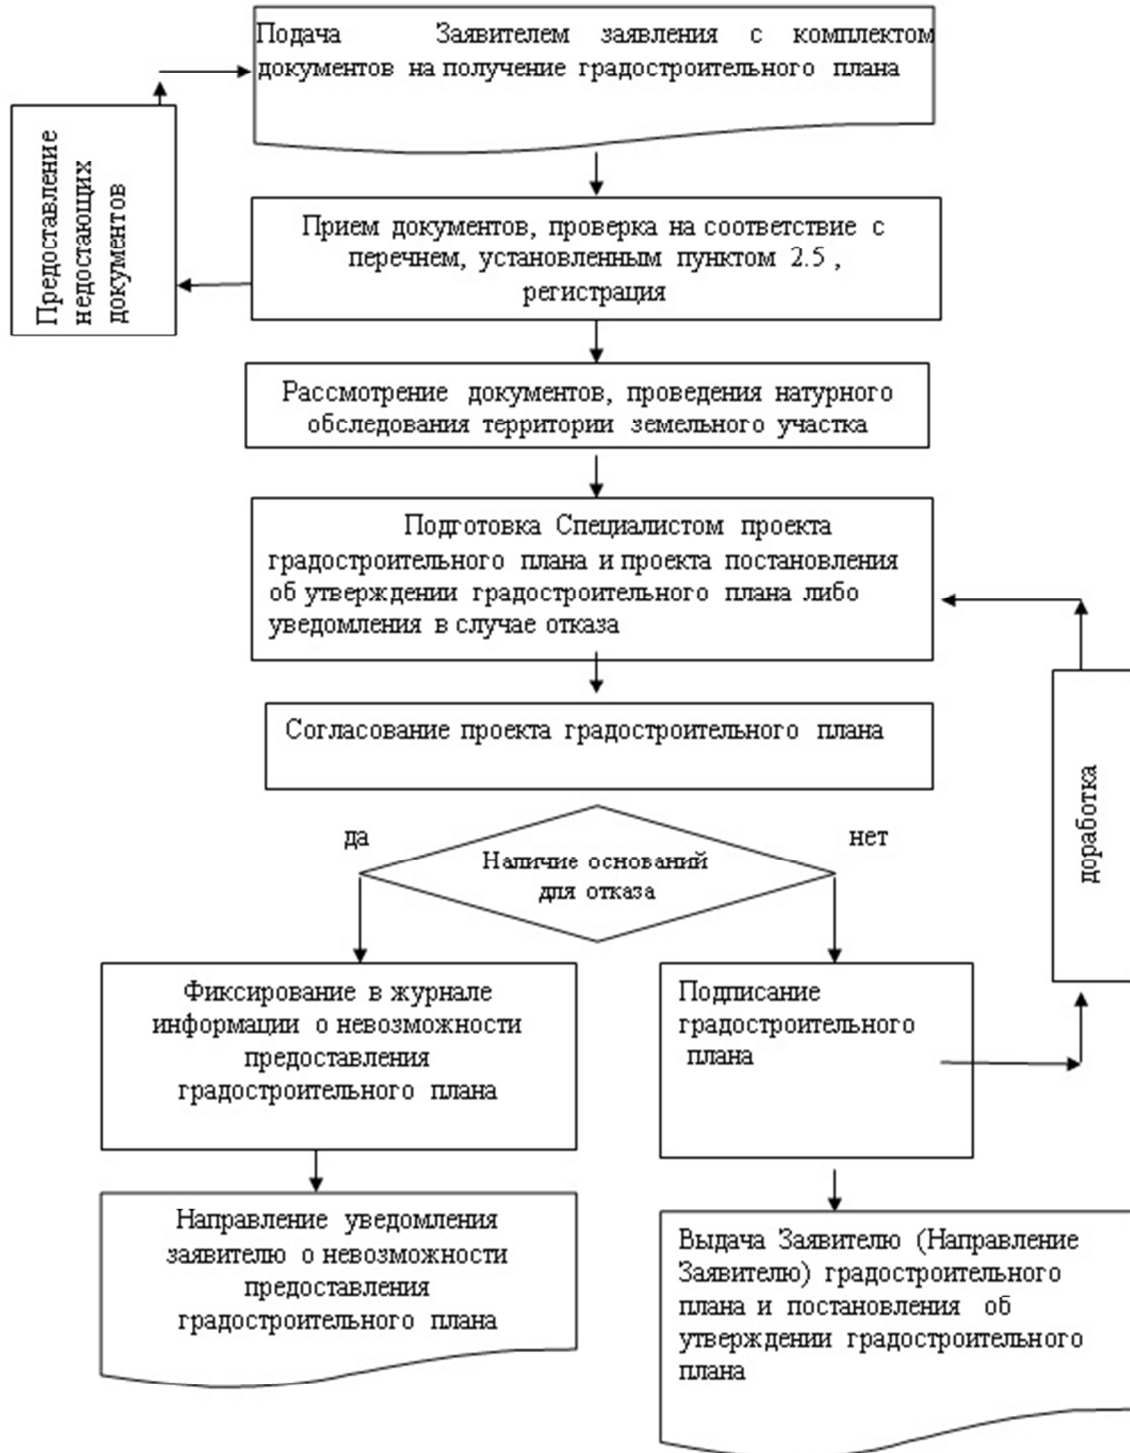 Подача Заявителем заявления с комплектом
документов на получение градостроительного плана
Предоставление
недостающих
документов
Прием документов, проверка на соответствие с
перечнем, установленным пунктом 2.5 ,
регистрация
Рассмотрение документов, проведения натурного
обследования территории земельного участка
Подготовка Специалистом проекта
градостроительного плана и проекта постановления
об утверждении градостроительного плана либо
уведомления в случае отказа
Согласование проекта градостроительного плана
доработка
да
нет
Наличие оснований
для отказа
Фиксирование в журнале
информации о невозможности
предоставления
градостроительного плана
Подписание
градостроительного
плана
Направление уведомления
заявителю о невозможности
предоставления
градостроительного плана
Выдача Заявителю (Направление
Заявителю) градостроительного
плана и постановления об
утверждении градостроительного
плана